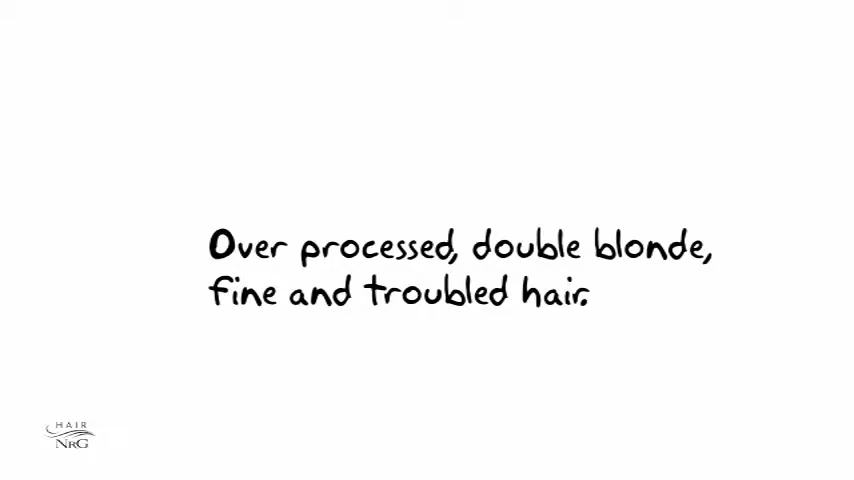 Over processed, double blonde,
fine and troubled hair.
HAIR
NRG